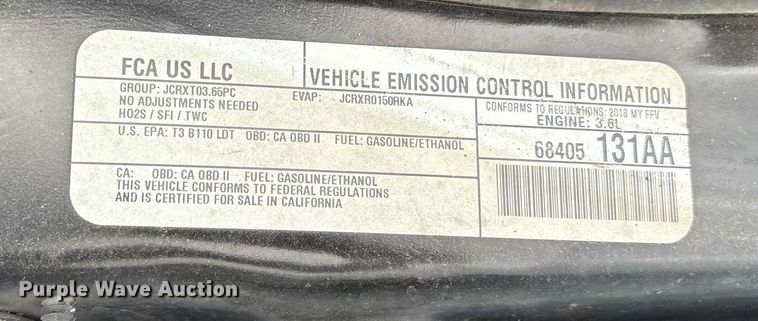 FCA US LLC
VEHICLE EMISSION CONTROL INFORMATION
GROUP: JCRXT03.65PC EVAP: JCRXR0150RKA
NO ADJUSTMENTS NEEDED
HO2S / SFI / TWC
CONFORMS TO REGULATIONS: 2018 MY FFV
ENGINE: 3.6L
U.S. EPA: T3 B110 LDT OBD: CA OBD II FUEL: GASOLINE/ETHANOL
68405 131AA
CA: OBD: CA OBD II FUEL: GASOLINE/ETHANOL
THIS VEHICLE CONFORMS TO FEDERAL REGULATIONS
AND IS CERTIFIED FOR SALE IN CALIFORNIA
Purple Wave Auction